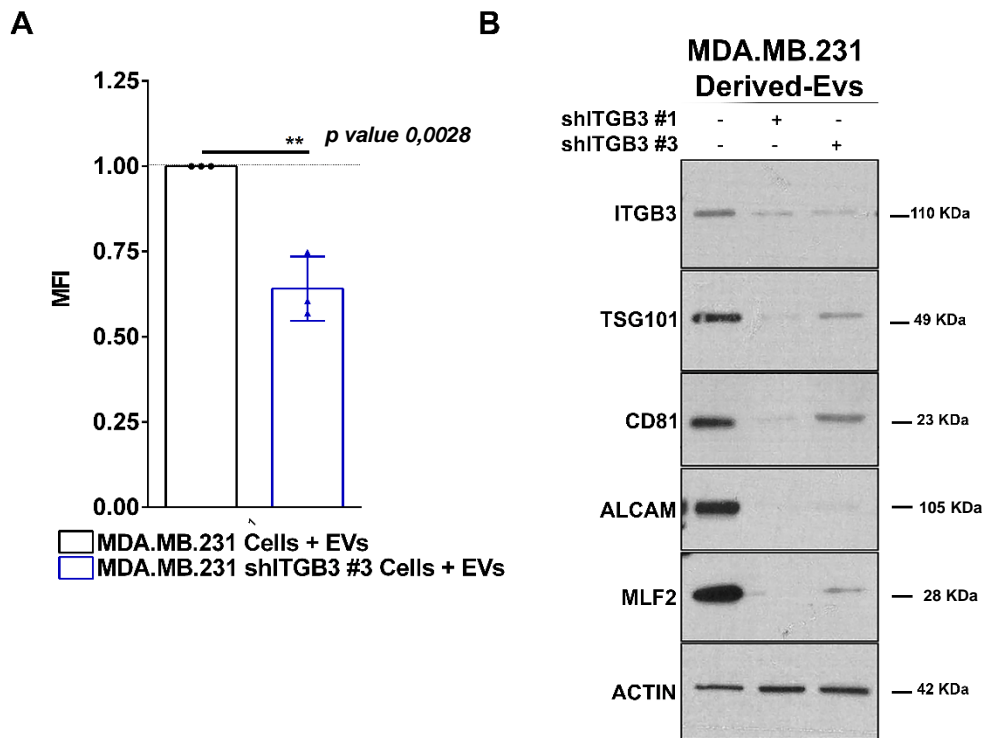 A
1.25
1.00
0.75
0.50
0.25
0.00
MFI
**
p value 0,0028
MDA.MB.231 Cells + EVs
MDA.MB.231 shITGB3 #3 Cells + EVs
B
MDA.MB.231
Derived-Evs
shITGB3 #1 - + -
shITGB3 #3 - - +
ITGB3 110 KDa
TSG101 49 KDa
CD81 23 KDa
ALCAM 105 KDa
MLF2 28 KDa
ACTIN 42 KDa